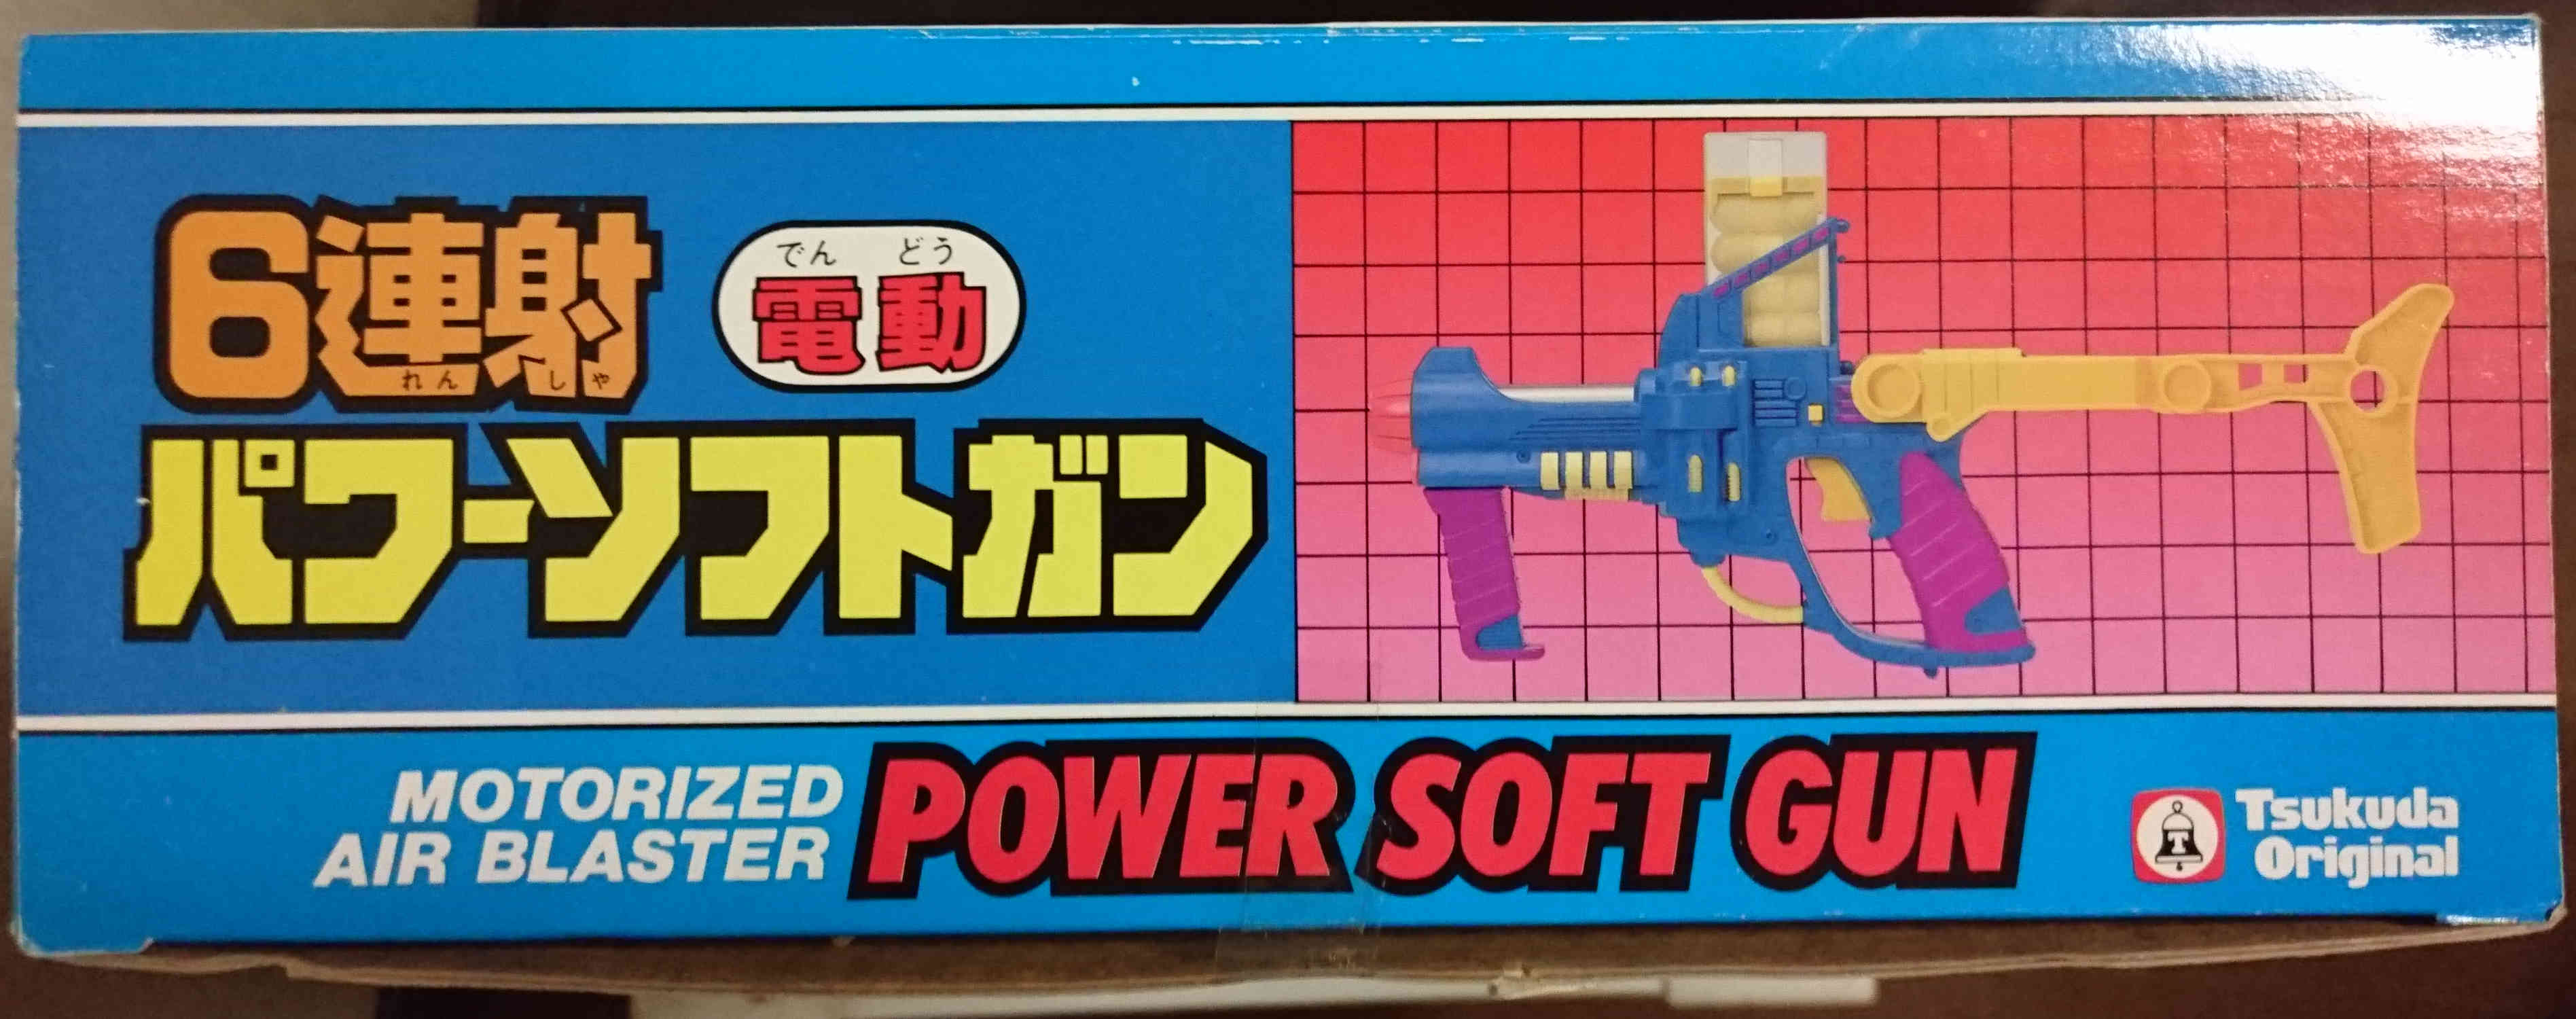 6連射
れんしゃ
でんどう
電動
パワーソフトガン
MOTORIZED
AIR BLASTER
POWER SOFT GUN
T
Tsukuda
Original